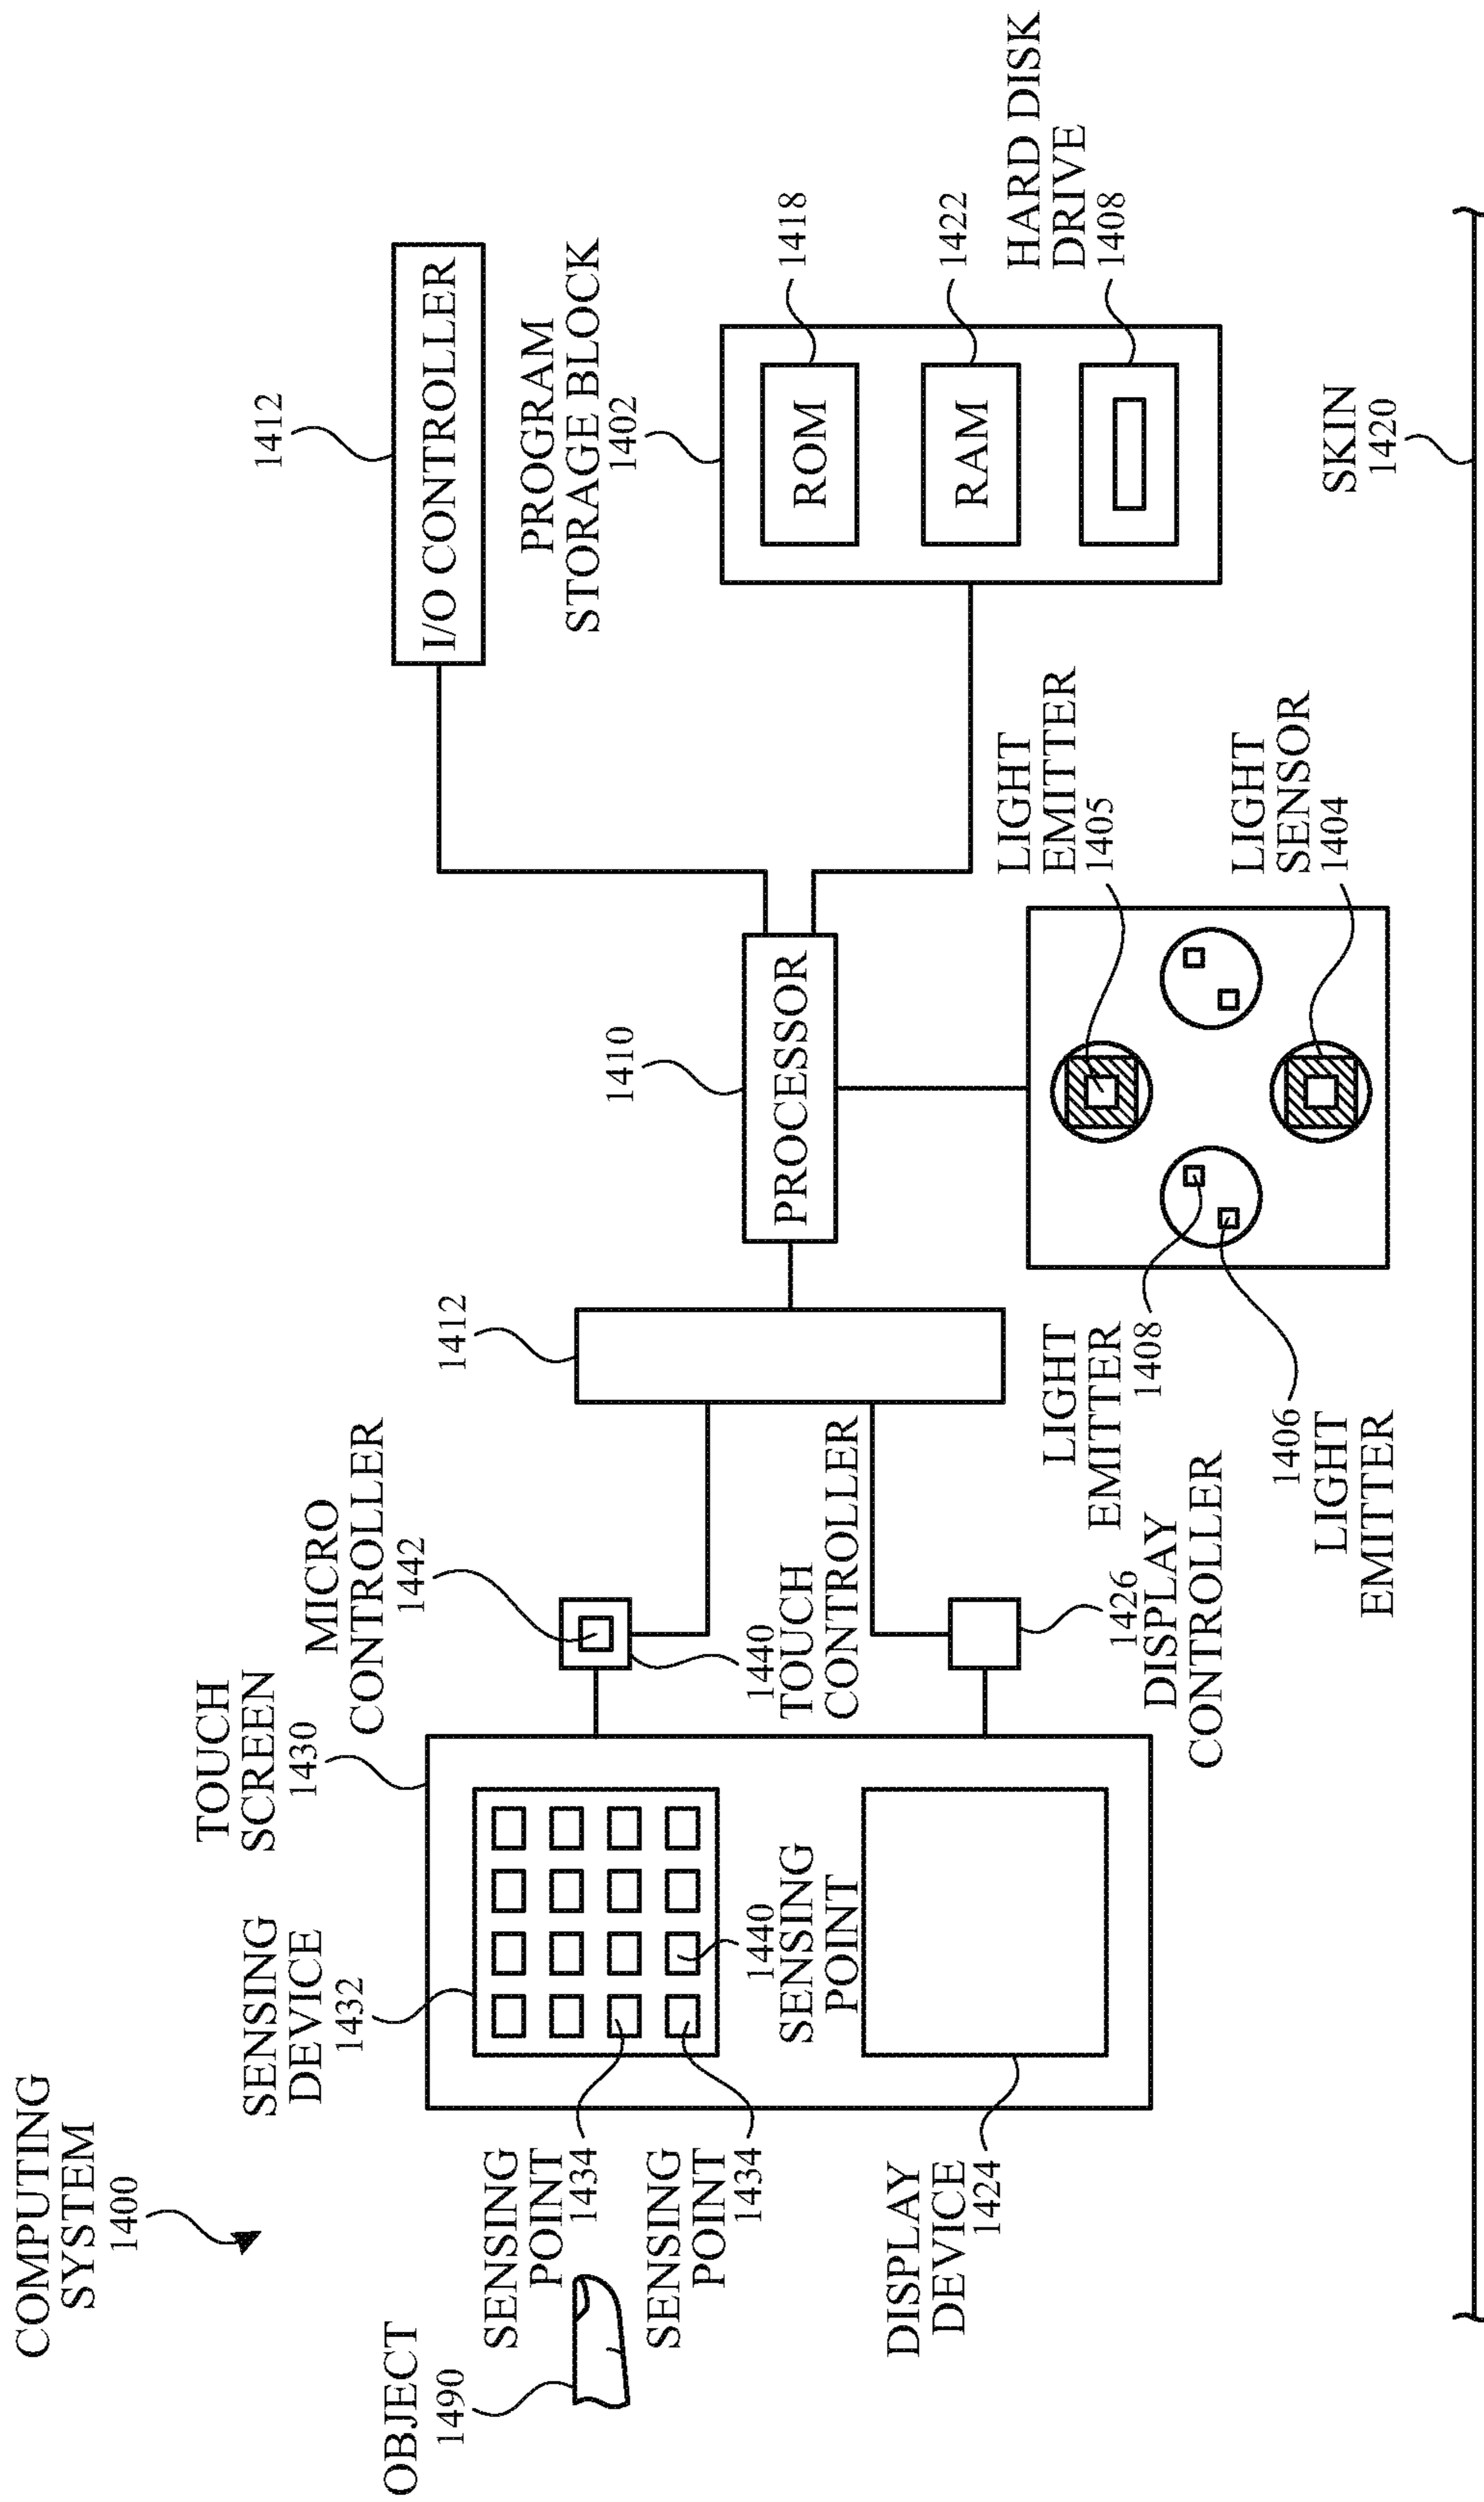 COMPUTING
SYSTEM
1400
OBJECT
1490
SENSING
DEVICE
1432
TOUCH
SCREEN
1430
MICRO
CONTROLLER
1442
1412
1410
1412
I/O CONTROLLER
SENSING
POINT
1434
SENSING
POINT
1434
1440
SENSING
POINT
1440
TOUCH
CONTROLLER
PROCESSOR
PROGRAM
STORAGE BLOCK
1402
ROM
1418
RAM
1422
HARD DISK
DRIVE
1408
DISPLAY
DEVICE
1424
1426
DISPLAY
CONTROLLER
LIGHT
EMITTER
1408
1406
LIGHT
EMITTER
LIGHT
EMITTER
1405
LIGHT
SENSOR
1404
SKIN
1420